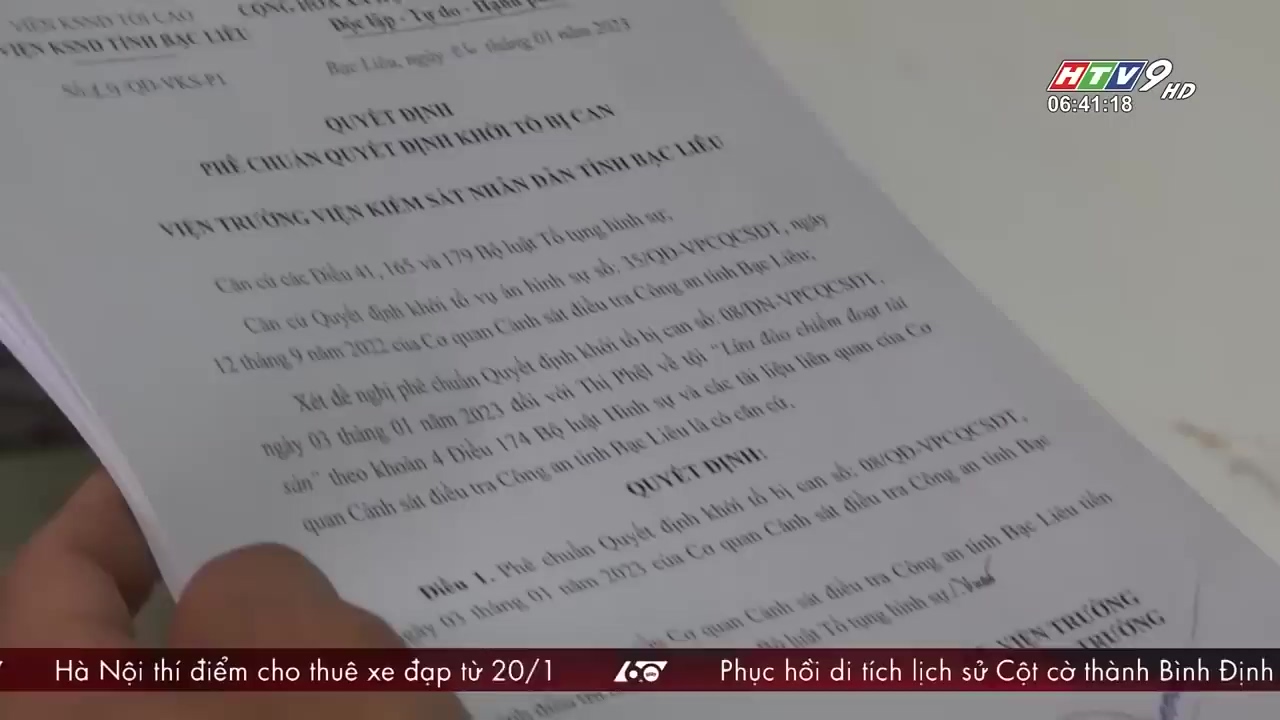 VIỆN KSND TỐI CAO
VIỆN KSND TỈNH BẠC LIÊU
CỘNG HÒA
Độc lập - Tự do - Hạnh
QĐ-VKS-P1
Bạc Liêu, ngày 06 tháng 01 năm 2023
QUYẾT ĐỊNH
PHÊ CHUẨN QUYẾT ĐỊNH KHỞI TỐ BỊ CAN
VIỆN TRƯỞNG VIỆN KIỂM SÁT NHÂN DÂN TỈNH BẠC LIÊU
Căn cứ các Điều 41, 165 và 179 Bộ luật Tố tụng hình sự;
Căn cứ Quyết định khởi tố vụ án hình sự số: 35/QĐ-VPCQCSĐT, ngày
12 tháng 9 năm 2022 của Cơ quan Cảnh sát điều tra Công an tỉnh Bạc Liêu;
Xét đề nghị phê chuẩn Quyết định khởi tố bị can số: 08/ĐN-VPCQCSĐT,
ngày 03 tháng 01 năm 2023 đối với Thị Phệl về tội "Lừa đảo chiếm đoạt tài
sản" theo khoản 4 Điều 174 Bộ luật Hình sự và các tài liệu liên quan của Cơ
quan Cảnh sát điều tra Công an tỉnh Bạc Liêu là có căn cứ,
QUYẾT ĐỊNH:
Điều 1. Phê chuẩn Quyết định khởi tố bị can số: 08/QĐ-VPCQCSĐT,
ngày 03 tháng 01 năm 2023 của Cơ quan Cảnh sát điều tra Công an tỉnh Bạc
Cơ quan Cảnh sát điều tra Công an tỉnh Bạc Liêu tiến
Bộ luật Tố tụng hình sự
VIỆN TRƯỞNG
TRƯỞNG
HTV9 HD
06:41:18
Hà Nội thí điểm cho thuê xe đạp từ 20/1
60 giây
Phục hồi di tích lịch sử Cột cờ thành Bình Định